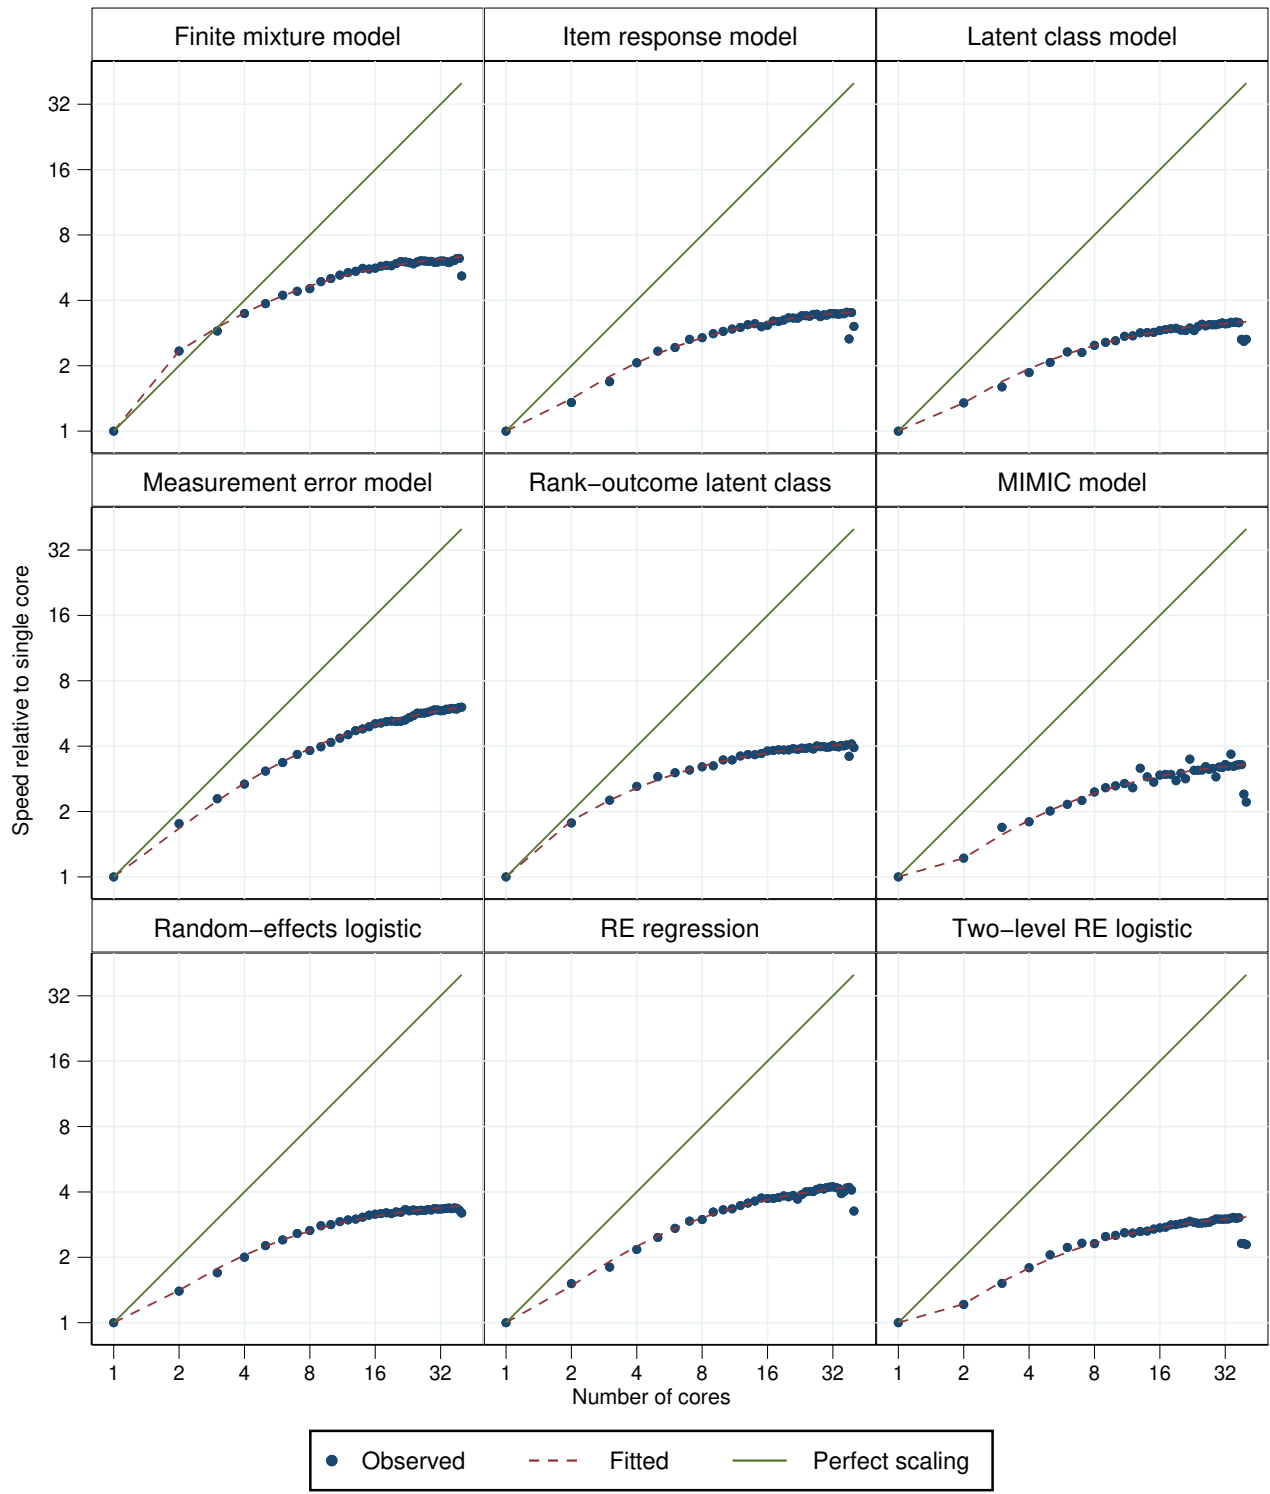 Finite mixture model
Item response model
Latent class model
32
16
8
4
2
1
Measurement error model
Rank−outcome latent class
MIMIC model
32
16
8
4
2
1
Speed relative to single core
Random−effects logistic
RE regression
Two−level RE logistic
32
16
8
4
2
1
1 2 4 8 16 32
1 2 4 8 16 32
1 2 4 8 16 32
Number of cores
Observed Fitted Perfect scaling